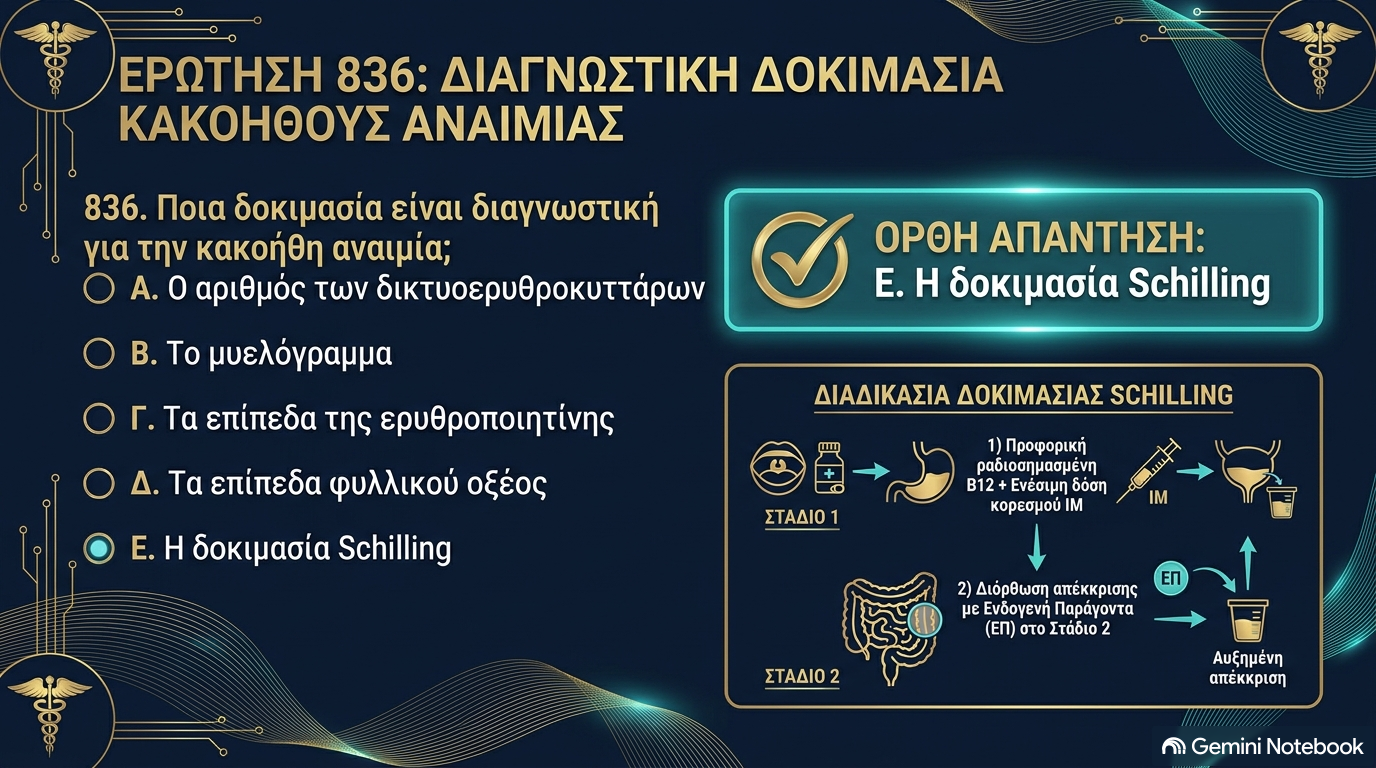 ΕΡΩΤΗΣΗ 836: ΔΙΑΓΝΩΣΤΙΚΗ ΔΟΚΙΜΑΣΙΑ
ΚΑΚΟΗΘΟΥΣ ΑΝΑΙΜΙΑΣ
836. Ποια δοκιμασία είναι διαγνωστική
για την κακοήθη αναιμία;
Α. Ο αριθμός των δικτυοερυθροκυττάρων
Β. Το μυελόγραμμα
Γ. Τα επίπεδα της ερυθροποιητίνης
Δ. Τα επίπεδα φυλλικού οξέος
Ε. Η δοκιμασία Schilling
ΟΡΘΗ ΑΠΑΝΤΗΣΗ:
Ε. Η δοκιμασία Schilling
ΔΙΑΔΙΚΑΣΙΑ ΔΟΚΙΜΑΣΙΑΣ SCHILLING
1) Προφορική
ραδιοσημασμένη
Β12 + Ενέσιμη δόση
κορεσμού IM
IM
ΣΤΑΔΙΟ 1
2) Διόρθωση απέκκρισης
με Ενδογενή Παράγοντα
(ΕΠ) στο Στάδιο 2
ΕΠ
Αυξημένη
απέκκριση
ΣΤΑΔΙΟ 2
Gemini Notebook